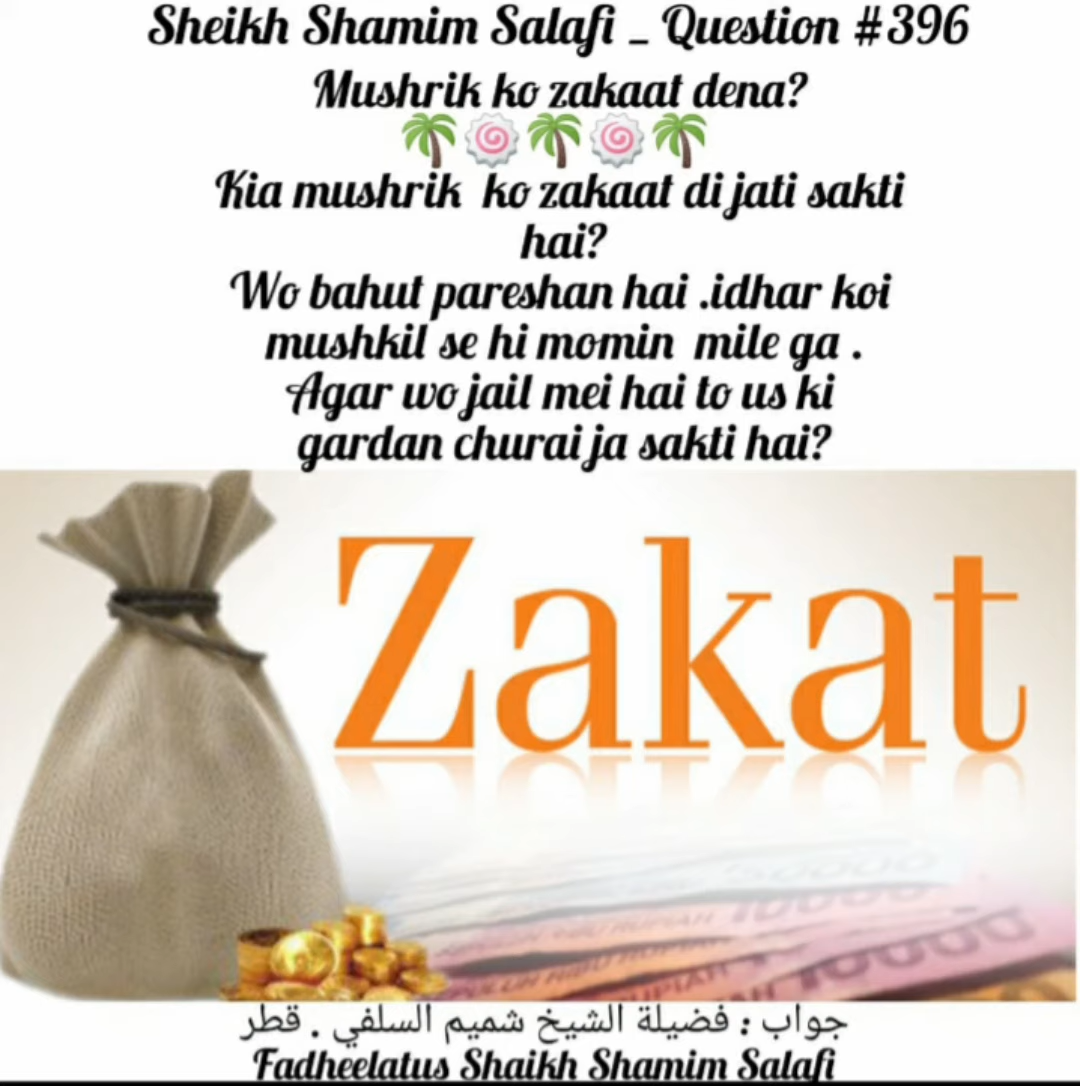 Sheikh Shamim Salafi _ Question #396
Mushrik ko zakaat dena?
🌴🍥🌴🍥🌴
Kia mushrik ko zakaat di jati sakti
hai?
Wo bahut pareshan hai .idhar koi
mushkil se hi momin mile ga .
Agar wo jail mei hai to us ki
gardan churai ja sakti hai?
Zakat
جواب : فضيلة الشيخ شميم السلفي . قطر
Fadheelatus Shaikh Shamim Salafi